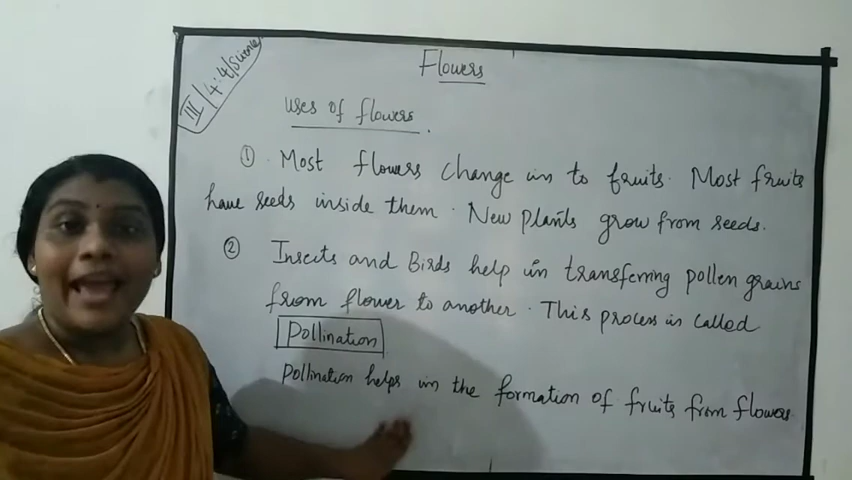 III / 4.4/Science
Flowers
uses of flowers.
① Most flowers change in to fruits. Most fruits
have seeds inside them. New plants grow from seeds.
② Insects and Birds help in transferring pollen grains
from flower to another. This process is called
Pollination
Pollination helps in the formation of fruits from flowers